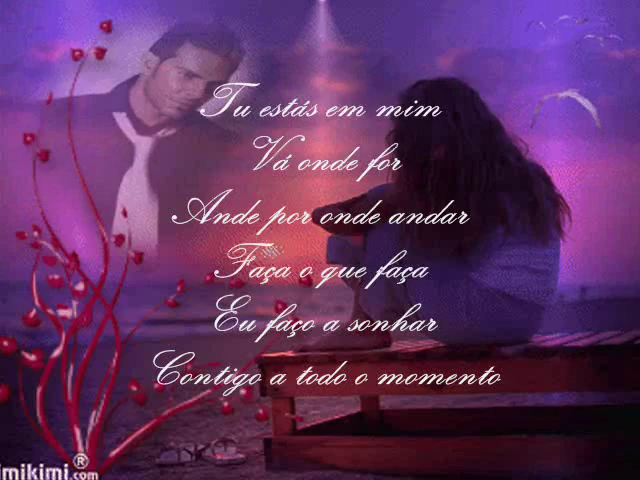 Tu estás em mim
Vá onde for
Ande por onde andar
Faça o que faça
Eu faço a sonhar
Contigo a todo o momento
imikimi®.com